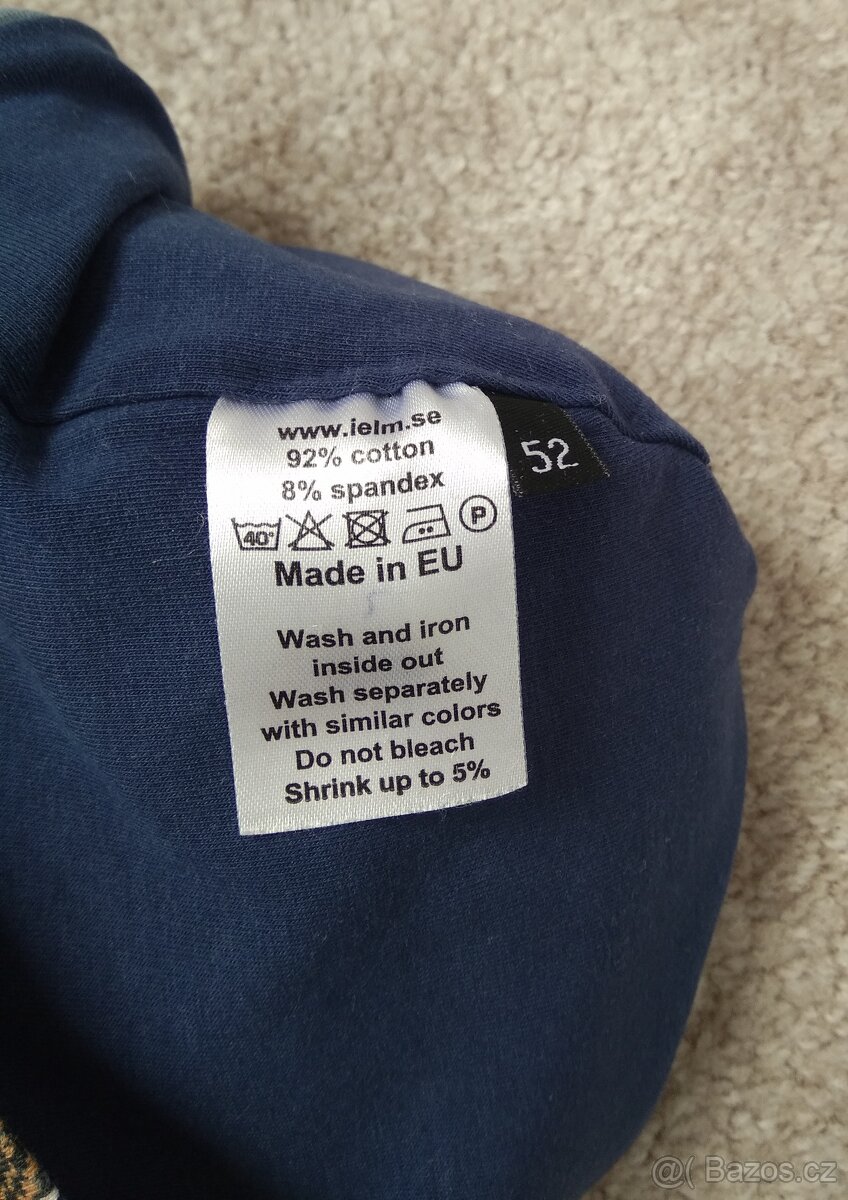 www.ielm.se
92% cotton
8% spandex
52
40°
P
Made in EU
Wash and iron
inside out
Wash separately
with similar colors
Do not bleach
Shrink up to 5%
@( Bazos.cz